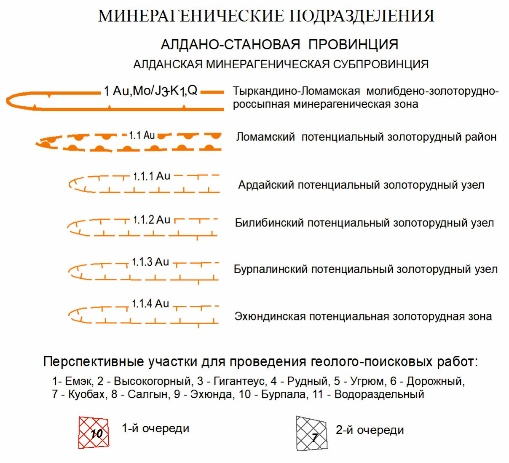 МИНЕРАГЕНИЧЕСКИЕ ПОДРАЗДЕЛЕНИЯ
АЛДАНО-СТАНОВАЯ ПРОВИНЦИЯ
АЛДАНСКАЯ МИНЕРАГЕНИЧЕСКАЯ СУБПРОВИНЦИЯ
1 Au,Mo/J3-K1,Q Тыркандино-Ломамская молибдено-золоторудно-
россыпная минерагеническая зона
1.1 Au Ломамский потенциальный золоторудный район
1.1.1 Au Ардайский потенциальный золоторудный узел
1.1.2 Au Билибинский потенциальный золоторудный узел
1.1.3 Au Бурпалинский потенциальный золоторудный узел
1.1.4 Au Эхюндинская потенциальная золоторудная зона
Перспективные участки для проведения геолого-поисковых работ:
1- Емэк, 2 - Высокогорный, 3 - Гигантеус, 4 - Рудный, 5 - Угрюм, 6 - Дорожный,
7 - Куобах, 8 - Салгын, 9 - Эхюнда, 10 - Бурпала, 11 - Водораздельный
10 1-й очереди 7 2-й очереди